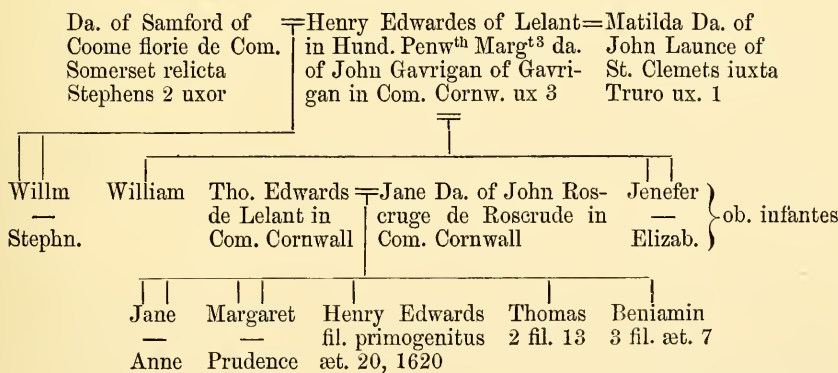 Da. of Samford of
Coome florie de Com.
Somerset relicta
Stephens 2 uxor
Henry Edwardes of Lelant
in Hund. Penwth Margt3 da.
of John Gavrigan of Gavri-
gan in Com. Cornw. ux 3
Matilda Da. of
John Launce of
St. Clemets iuxta
Truro ux. 1
Willm
—
Stephn.
William
Tho. Edwards
de Lelant in
Com. Cornwall
Jane Da. of John Ros-
cruge de Roscrude in
Com. Cornwall
Jenefer
—
Elizab.
ob. infantes
Jane
—
Anne
Margaret
—
Prudence
Henry Edwards
fil. primogenitus
æt. 20, 1620
Thomas
2 fil. 13
Beniamin
3 fil. æt. 7